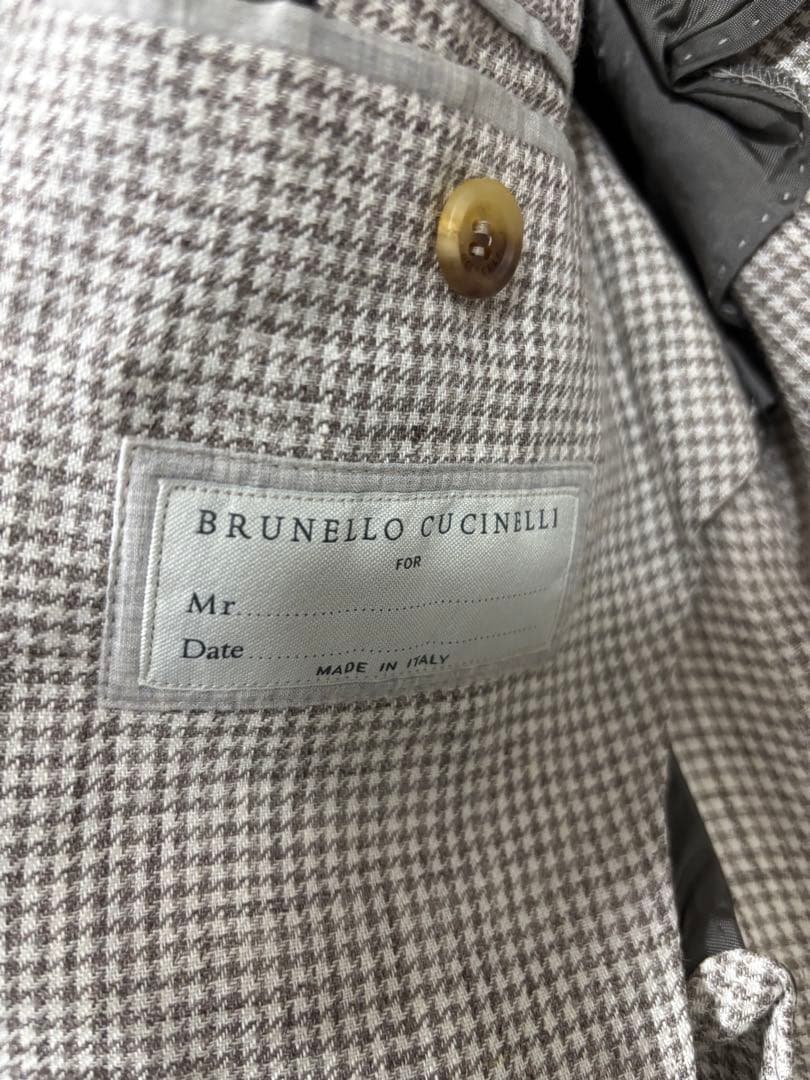 BRUNELLO CUCINELLI
FOR
Mr..............................................
Date............................................
MADE IN ITALY